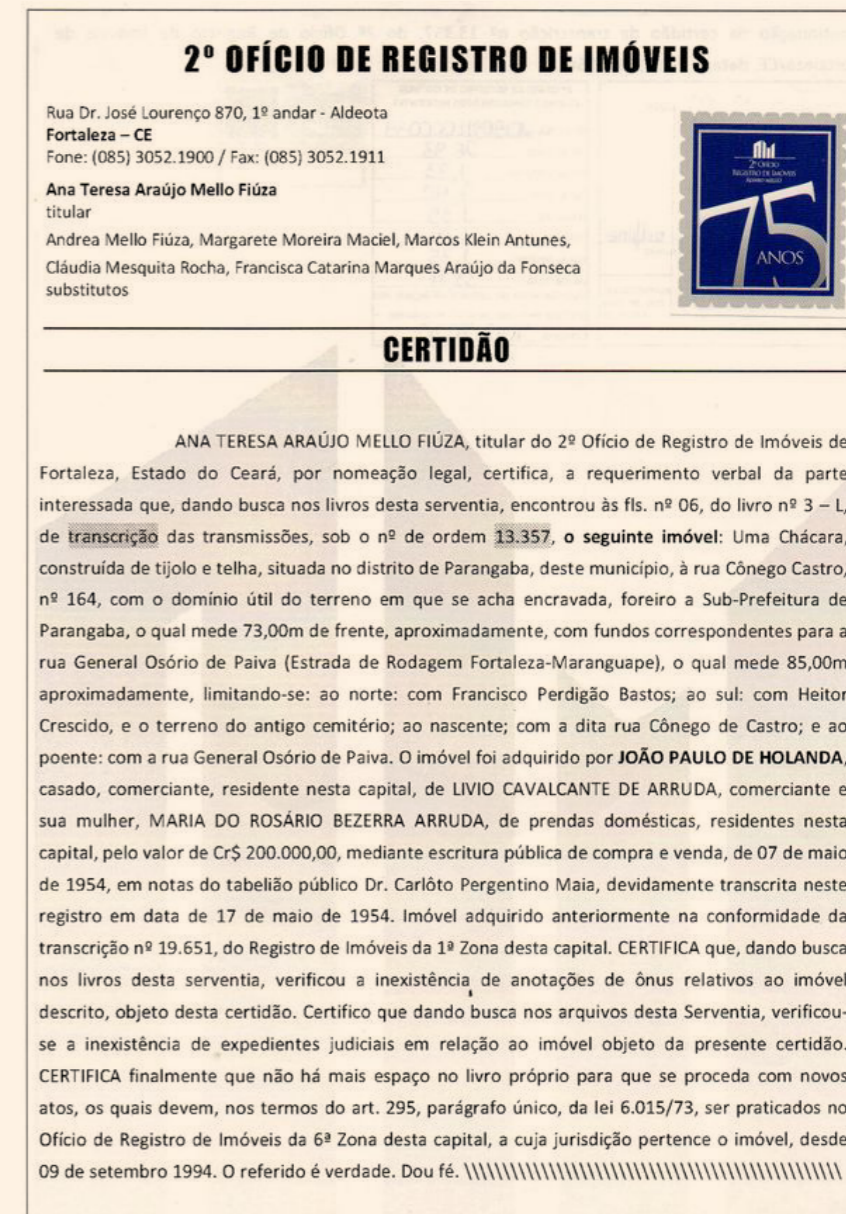 2º OFÍCIO DE REGISTRO DE IMÓVEIS
Rua Dr. José Lourenço 870, 1º andar - Aldeota
Fortaleza – CE
Fone: (085) 3052.1900 / Fax: (085) 3052.1911
Ana Teresa Araújo Mello Fiúza
titular
Andrea Mello Fiúza, Margarete Moreira Maciel, Marcos Klein Antunes,
Cláudia Mesquita Rocha, Francisca Catarina Marques Araújo da Fonseca
substitutos
2º OFÍCIO
REGISTRO DE IMÓVEIS
75
ANOS
CERTIDÃO
ANA TERESA ARAÚJO MELLO FIÚZA, titular do 2º Ofício de Registro de Imóveis de
Fortaleza, Estado do Ceará, por nomeação legal, certifica, a requerimento verbal da parte
interessada que, dando busca nos livros desta serventia, encontrou às fls. nº 06, do livro nº 3 – L,
de transcrição das transmissões, sob o nº de ordem 13.357, o seguinte imóvel: Uma Chácara,
construída de tijolo e telha, situada no distrito de Parangaba, deste município, à rua Cônego Castro,
nº 164, com o domínio útil do terreno em que se acha encravada, foreiro a Sub-Prefeitura de
Parangaba, o qual mede 73,00m de frente, aproximadamente, com fundos correspondentes para a
rua General Osório de Paiva (Estrada de Rodagem Fortaleza-Maranguape), o qual mede 85,00m
aproximadamente, limitando-se: ao norte: com Francisco Perdigão Bastos; ao sul: com Heitor
Crescido, e o terreno do antigo cemitério; ao nascente; com a dita rua Cônego de Castro; e ao
poente: com a rua General Osório de Paiva. O imóvel foi adquirido por JOÃO PAULO DE HOLANDA,
casado, comerciante, residente nesta capital, de LIVIO CAVALCANTE DE ARRUDA, comerciante e
sua mulher, MARIA DO ROSÁRIO BEZERRA ARRUDA, de prendas domésticas, residentes nesta
capital, pelo valor de Cr$ 200.000,00, mediante escritura pública de compra e venda, de 07 de maio
de 1954, em notas do tabelião público Dr. Carlôto Pergentino Maia, devidamente transcrita neste
registro em data de 17 de maio de 1954. Imóvel adquirido anteriormente na conformidade da
transcrição nº 19.651, do Registro de Imóveis da 1ª Zona desta capital. CERTIFICA que, dando busca
nos livros desta serventia, verificou a inexistência de anotações de ônus relativos ao imóvel
descrito, objeto desta certidão. Certifico que dando busca nos arquivos desta Serventia, verificou-
se a inexistência de expedientes judiciais em relação ao imóvel objeto da presente certidão.
CERTIFICA finalmente que não há mais espaço no livro próprio para que se proceda com novos
atos, os quais devem, nos termos do art. 295, parágrafo único, da lei 6.015/73, ser praticados no
Ofício de Registro de Imóveis da 6ª Zona desta capital, a cuja jurisdição pertence o imóvel, desde
09 de setembro 1994. O referido é verdade. Dou fé. \\\\\\\\\\\\\\\\\\\\\\\\\\\\\\\\\\\\\\\\\\\\